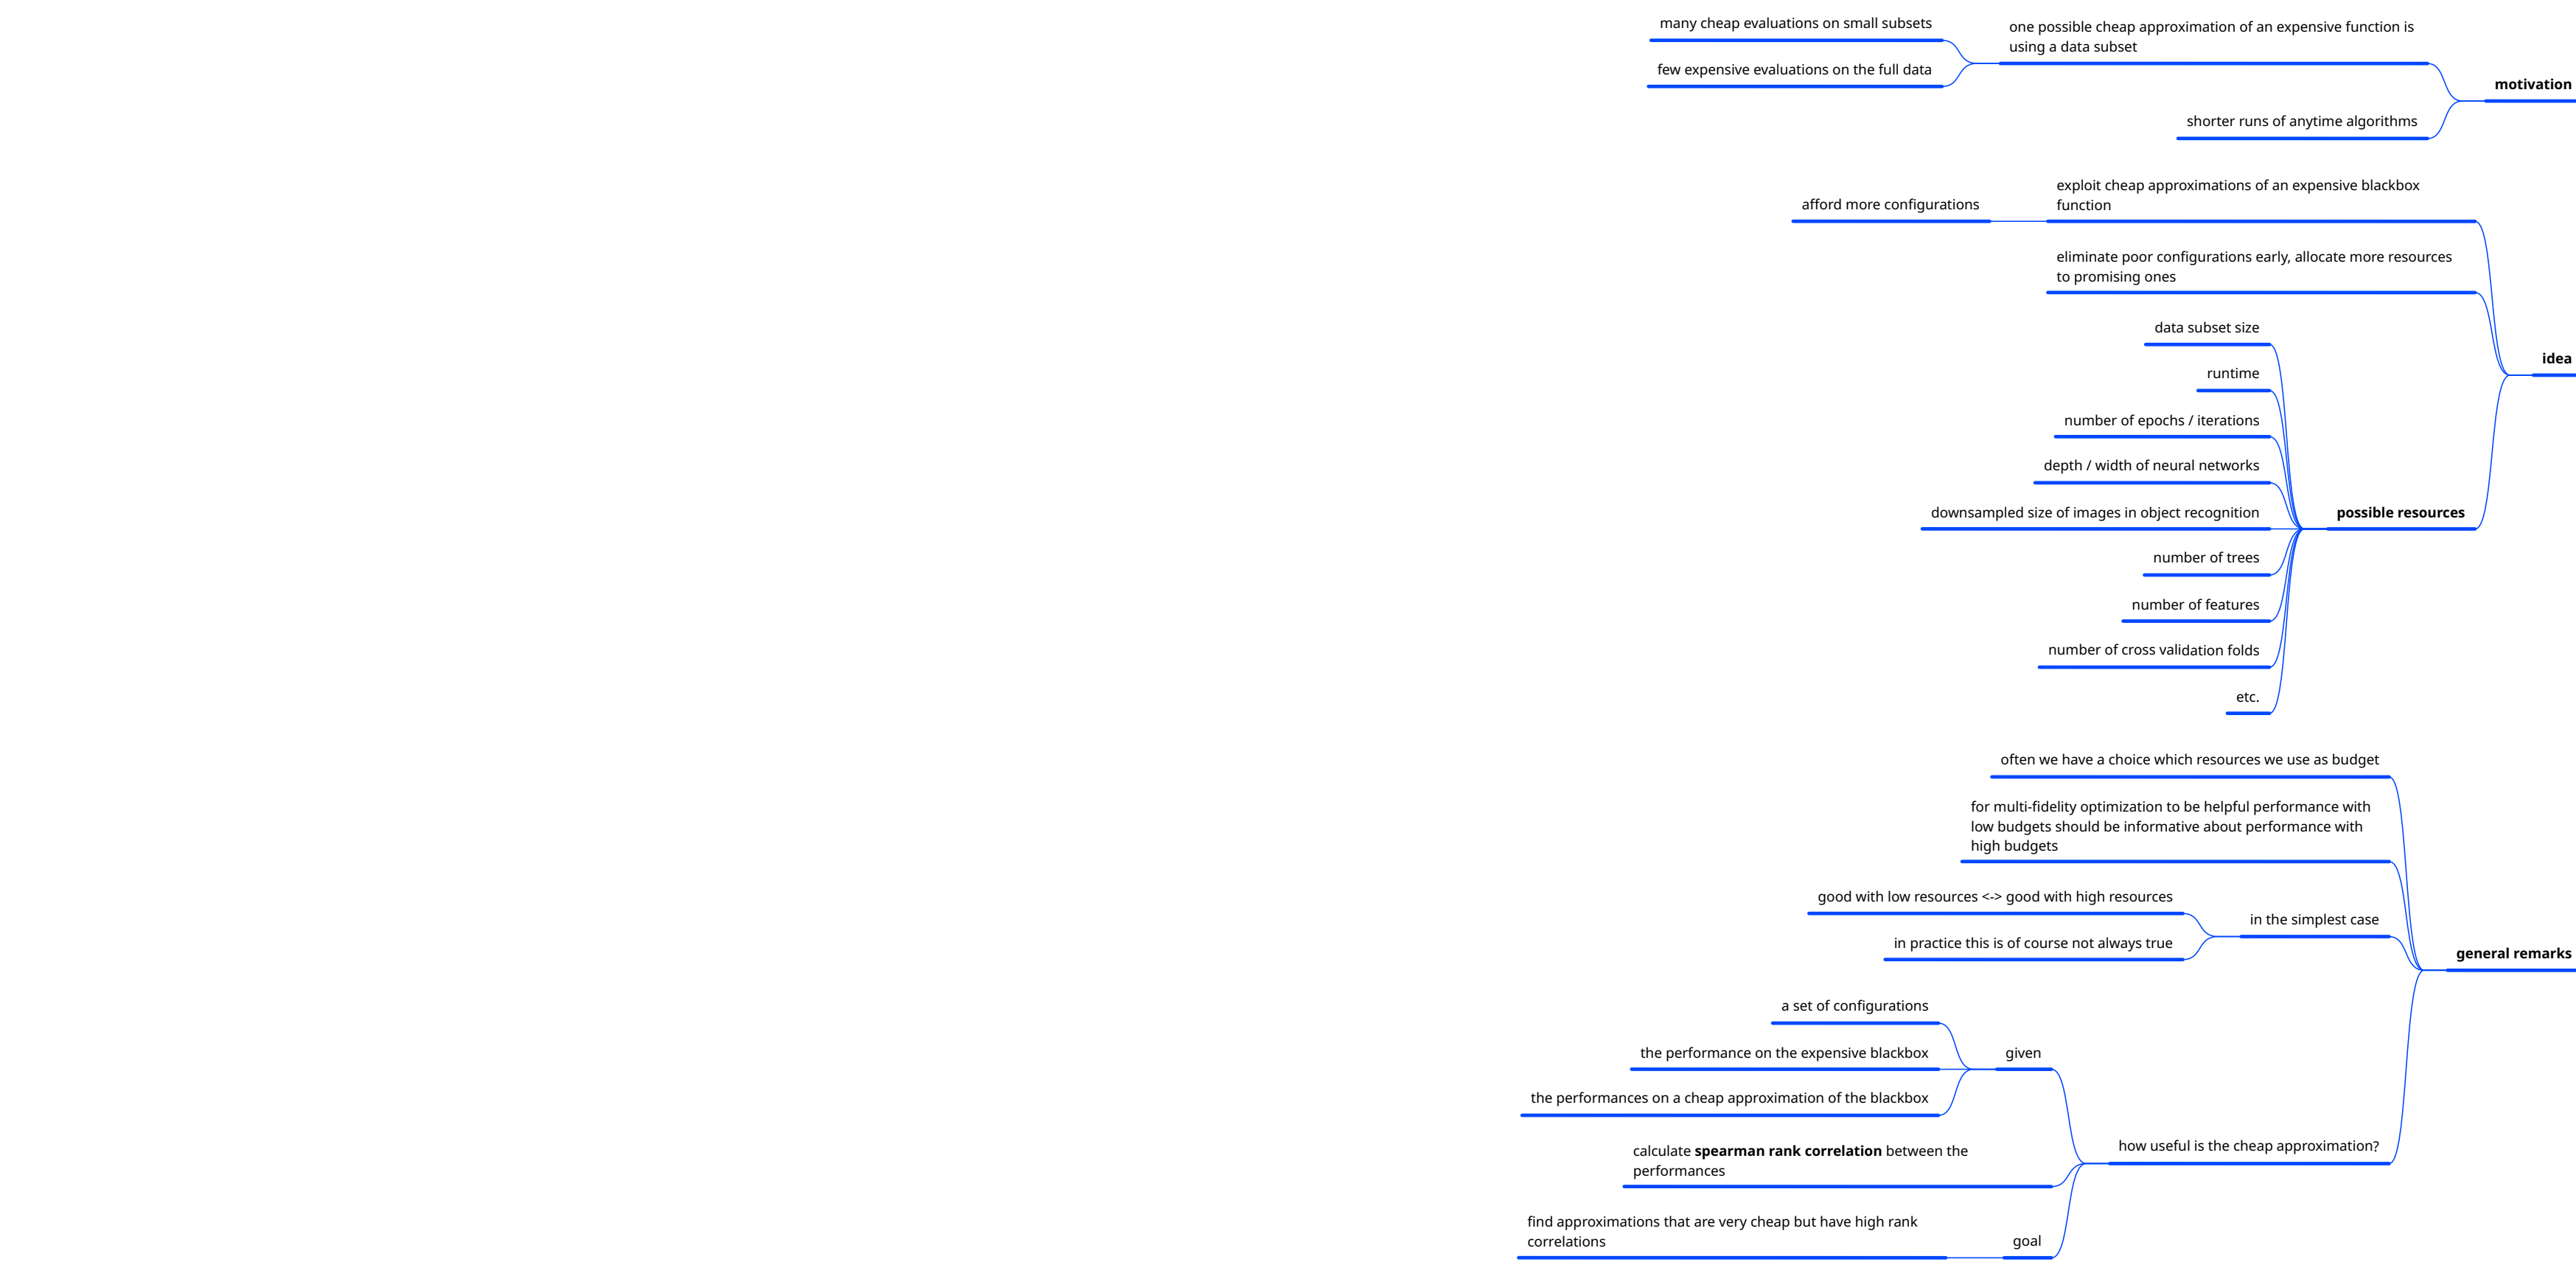 many cheap evaluations on small subsets
one possible cheap approximation of an expensive function is
using a data subset
few expensive evaluations on the full data
motivation
shorter runs of anytime algorithms
exploit cheap approximations of an expensive blackbox
function
afford more configurations
eliminate poor configurations early, allocate more resources
to promising ones
data subset size
idea
runtime
number of epochs / iterations
depth / width of neural networks
downsampled size of images in object recognition
possible resources
number of trees
number of features
number of cross validation folds
etc.
often we have a choice which resources we use as budget
for multi-fidelity optimization to be helpful performance with
low budgets should be informative about performance with
high budgets
good with low resources <-> good with high resources
in the simplest case
in practice this is of course not always true
general remarks
a set of configurations
the performance on the expensive blackbox
given
the performances on a cheap approximation of the blackbox
how useful is the cheap approximation?
calculate spearman rank correlation between the
performances
find approximations that are very cheap but have high rank
correlations
goal